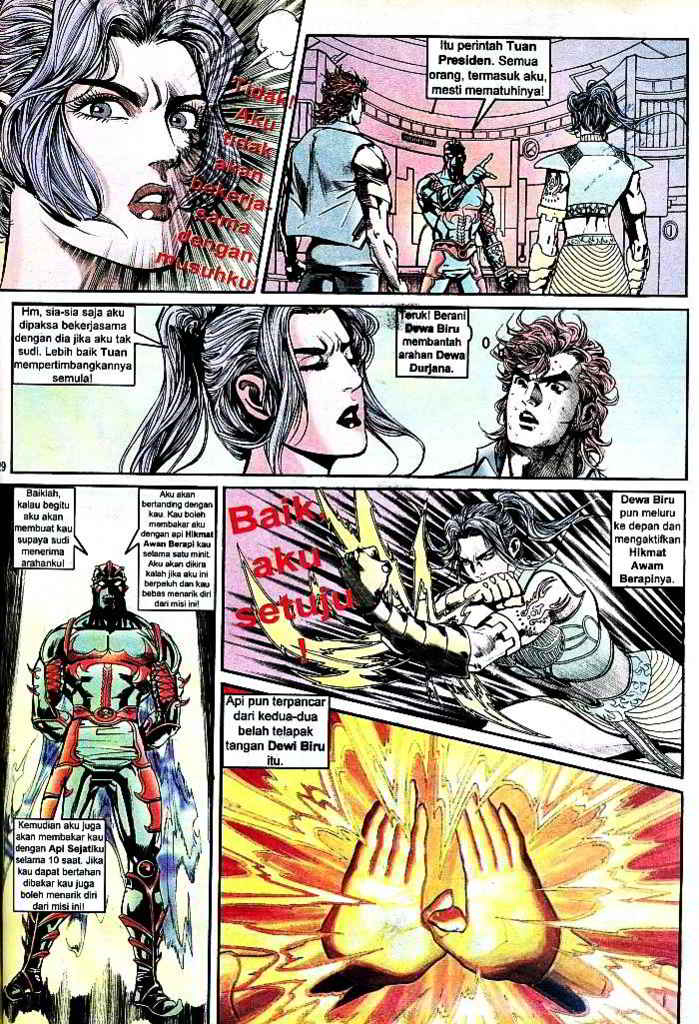 Tidak!
Aku
tidak
akan
bekerja-
sama
dengan
musuhku!
Itu perintah Tuan
Presiden. Semua
orang, termasuk aku,
mesti mematuhinya!
Hm, sia-sia saja aku
dipaksa bekerjasama
dengan dia jika aku tak
sudi. Lebih baik Tuan
mempertimbangkannya
semula!
Teruk! Berani
Dewa Biru
membantah
arahan Dewa
Durjana.
29
Baiklah,
kalau begitu
aku akan
membuat kau
supaya sudi
menerima
arahanku!
Aku akan
bertanding dengan
kau. Kau boleh
membakar aku
dengan api Hikmat
Awan Berapi kau
selama satu minit.
Aku akan dikira
kalah jika aku ini
berpeluh dan kau
bebas menarik diri
dari misi ini!
Kemudian aku juga
akan membakar kau
dengan Api Sejatiku
selama 10 saat. Jika
kau dapat bertahan
dibakar kau juga
boleh menarik diri
dari misi ini!
Baik,
aku
setuju
!
Dewa Biru
pun meluru
ke depan dan
mengaktifkan
Hikmat
Awam
Berapinya.
Api pun terpancar
dari kedua-dua
belah telapak
tangan Dewi Biru
itu.